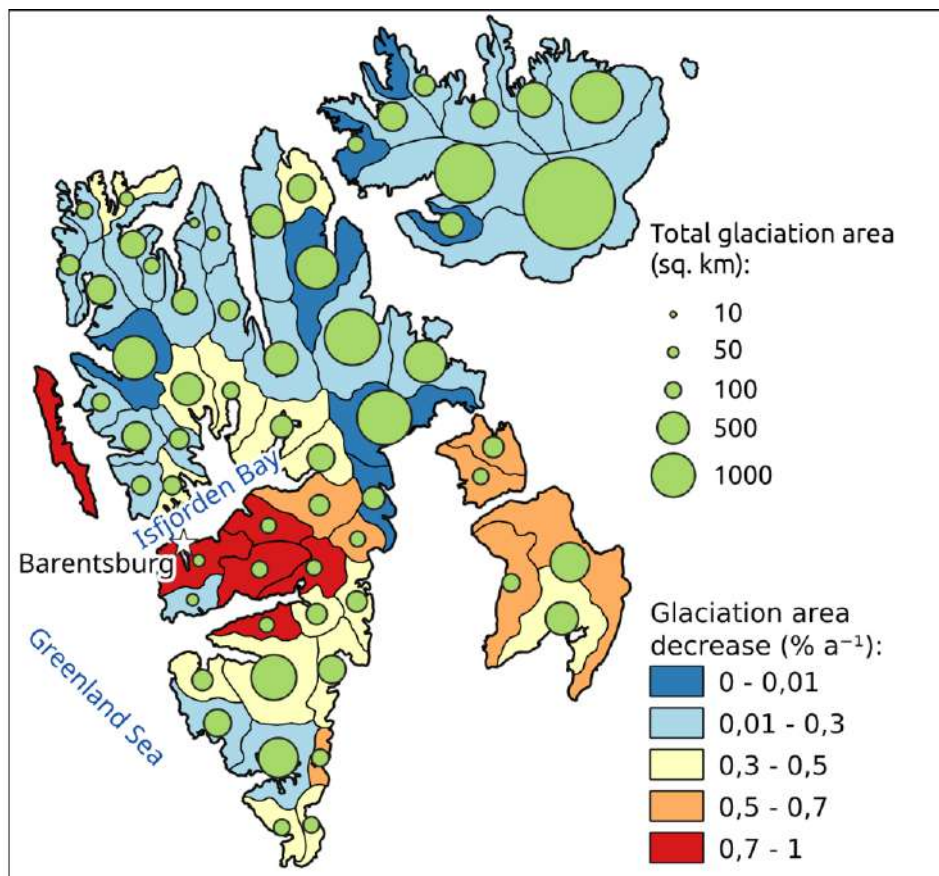 Total glaciation area
(sq. km):
10
50
100
500
1000
Isfjorden Bay
Barentsburg
Greenland Sea
Glaciation area
decrease (% a⁻¹):
0 - 0,01
0,01 - 0,3
0,3 - 0,5
0,5 - 0,7
0,7 - 1